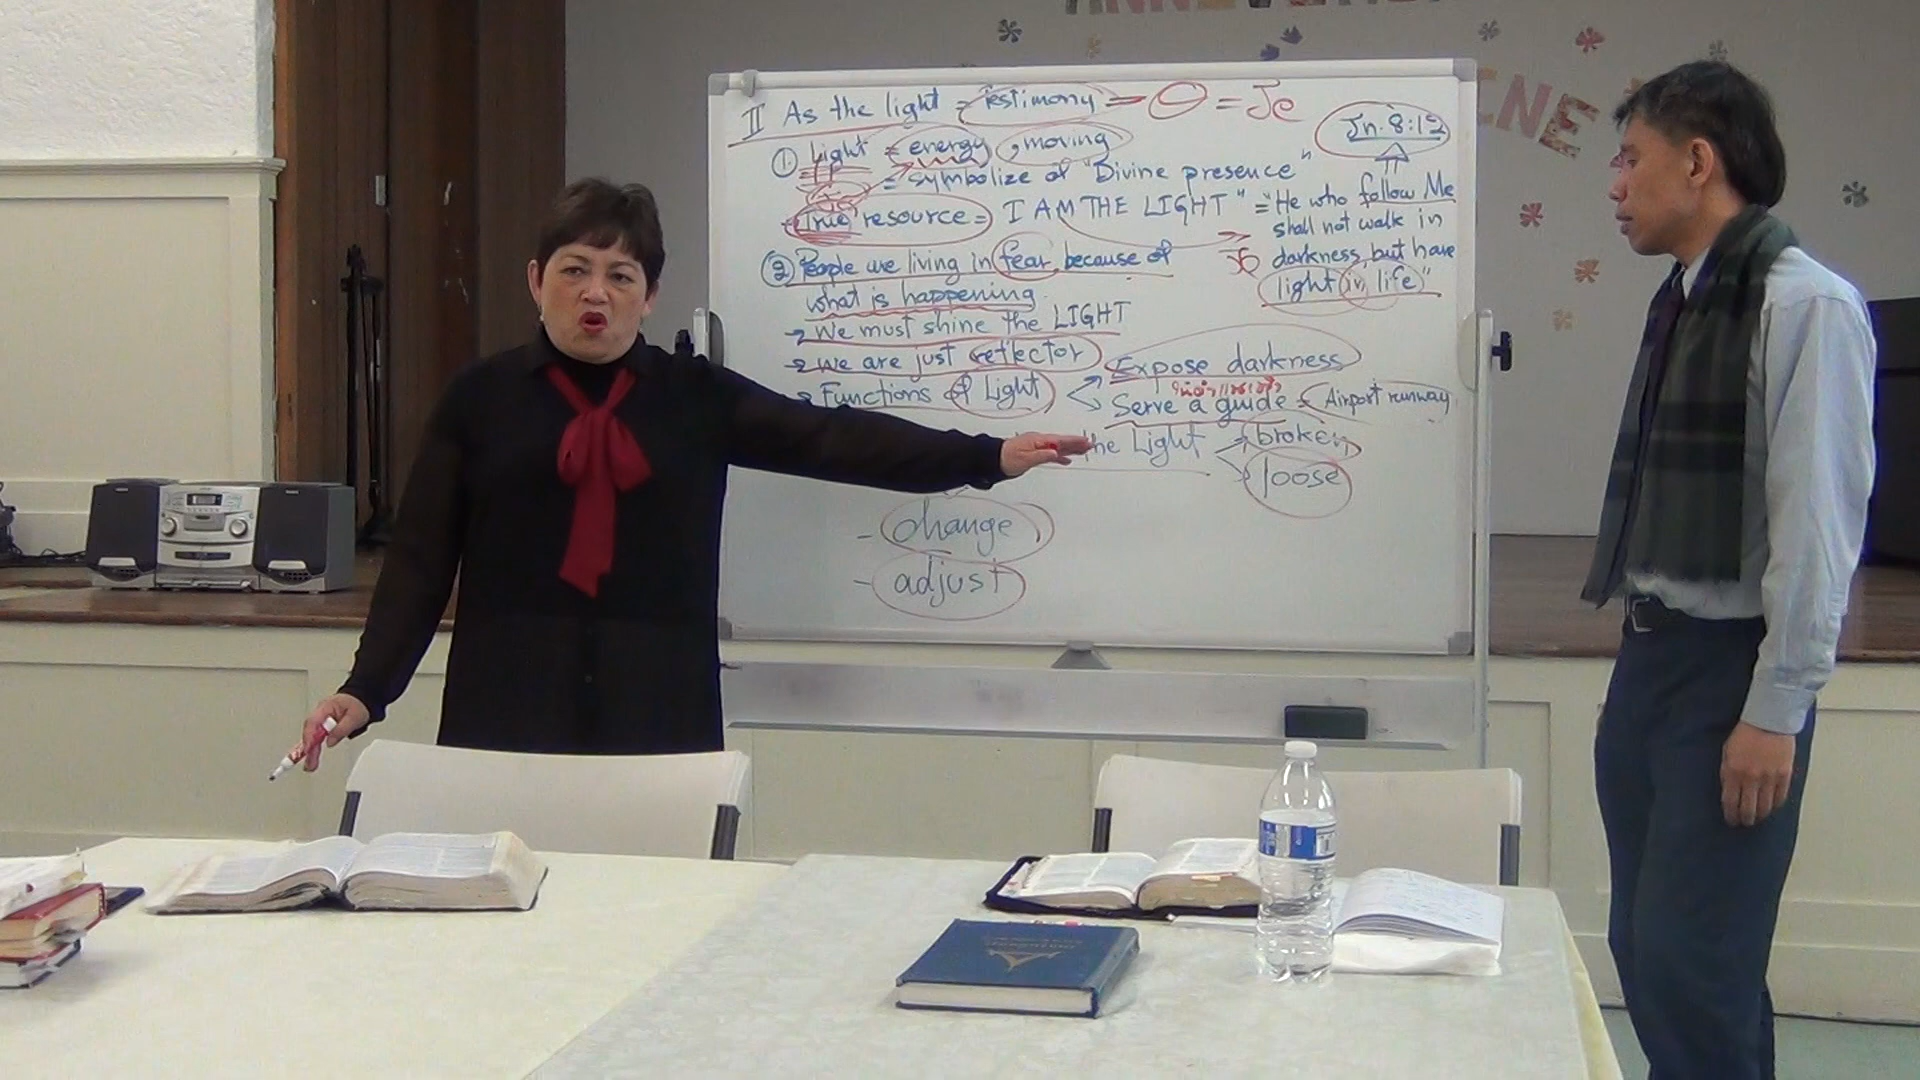 II As the light = Testimony = Je
Jn. 8:12
① Light = energy, moving
= symbolize of "Divine presence"
- True resource = I AM THE LIGHT" = "He who follow Me
shall not walk in
darkness, but have
light in life"
② People are living in fear, because of
what is happening
→ We must shine the LIGHT
→ We are just reflector
→ Functions of Light
Expose darkness
Serve a guide = Airport runway
the Light
broken
loose
- change
- adjust